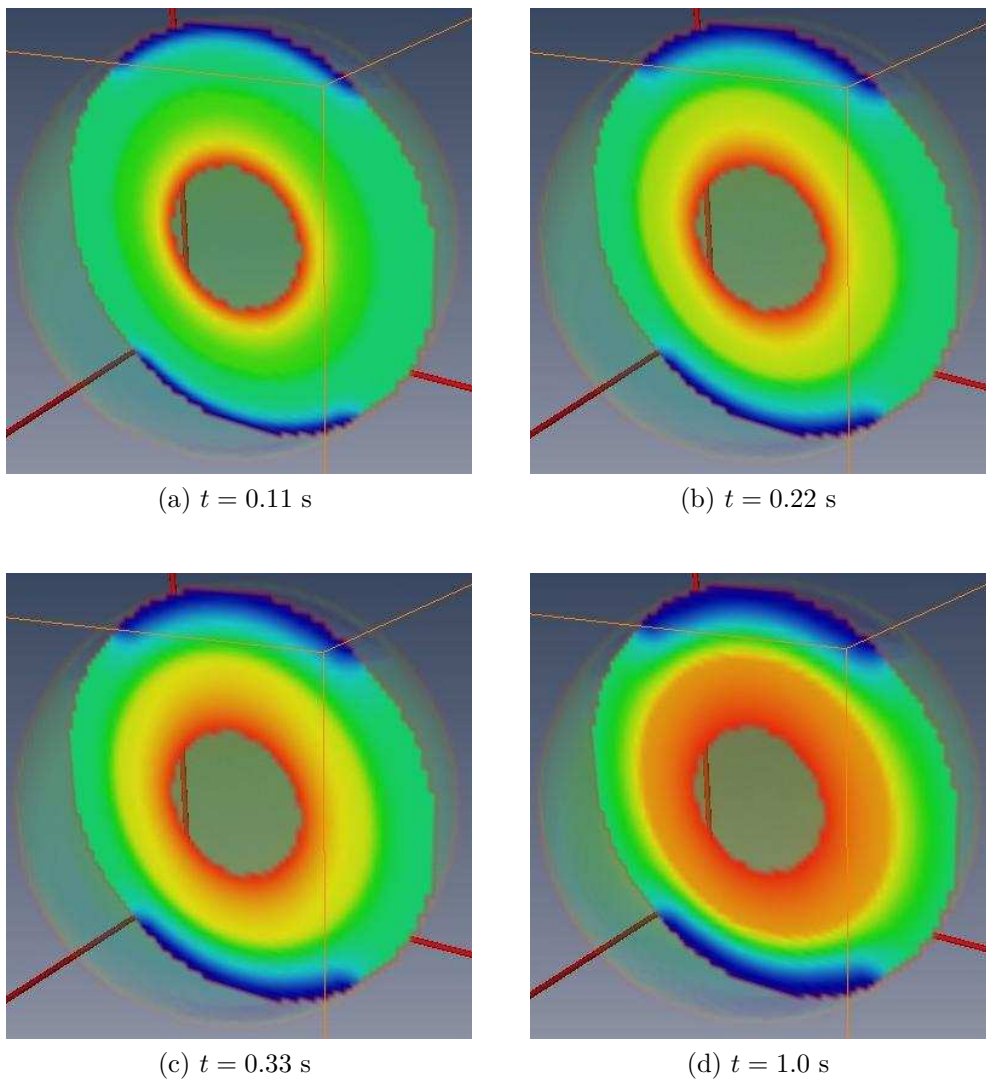 (a) t = 0.11 s
(b) t = 0.22 s
(c) t = 0.33 s
(d) t = 1.0 s